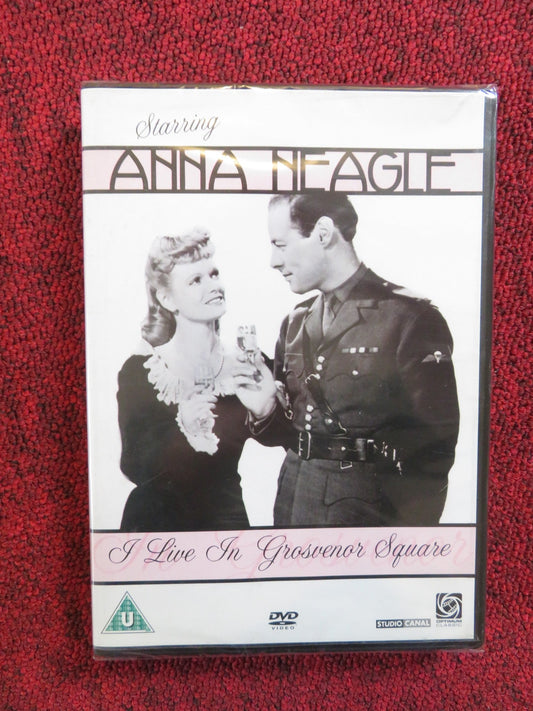 Starring
ANNA NEAGLE
I Live In Grosvenor Square
U
DVD
VIDEO
STUDIO CANAL
OPTIMUM
CLASSIC